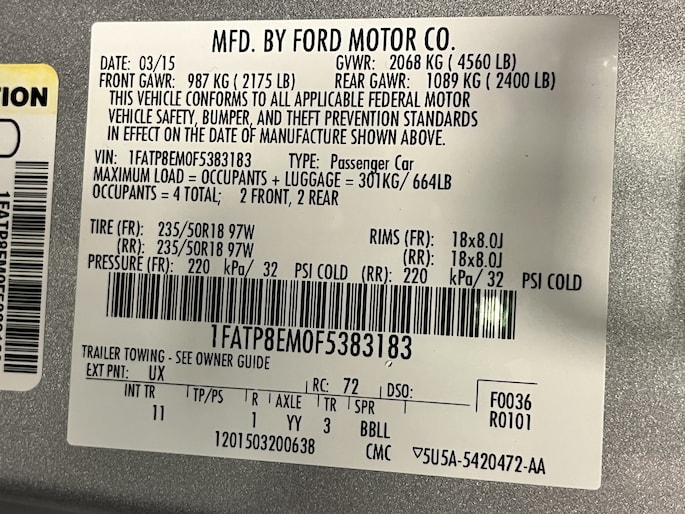 MFD. BY FORD MOTOR CO.
DATE: 03/15 GVWR: 2068 KG ( 4560 LB)
FRONT GAWR: 987 KG ( 2175 LB) REAR GAWR: 1089 KG ( 2400 LB)
THIS VEHICLE CONFORMS TO ALL APPLICABLE FEDERAL MOTOR
VEHICLE SAFETY, BUMPER, AND THEFT PREVENTION STANDARDS
IN EFFECT ON THE DATE OF MANUFACTURE SHOWN ABOVE.
VIN: 1FATP8EM0F5383183 TYPE: Passenger Car
MAXIMUM LOAD = OCCUPANTS + LUGGAGE = 301KG/ 664LB
OCCUPANTS = 4 TOTAL; 2 FRONT, 2 REAR
TIRE (FR): 235/50R18 97W RIMS (FR): 18x8.0J
(RR): 235/50R18 97W (RR): 18x8.0J
PRESSURE (FR): 220 kPa/ 32 PSI COLD (RR): 220 kPa/ 32 PSI COLD
1FATP8EM0F5383183
TRAILER TOWING - SEE OWNER GUIDE
EXT PNT: UX RC: 72 DSO:
F0036
R0101
INT TR TP/PS R AXLE TR SPR
11 1 YY 3 BBLL
1201503200638 CMC ▽5U5A-5420472-AA
TION